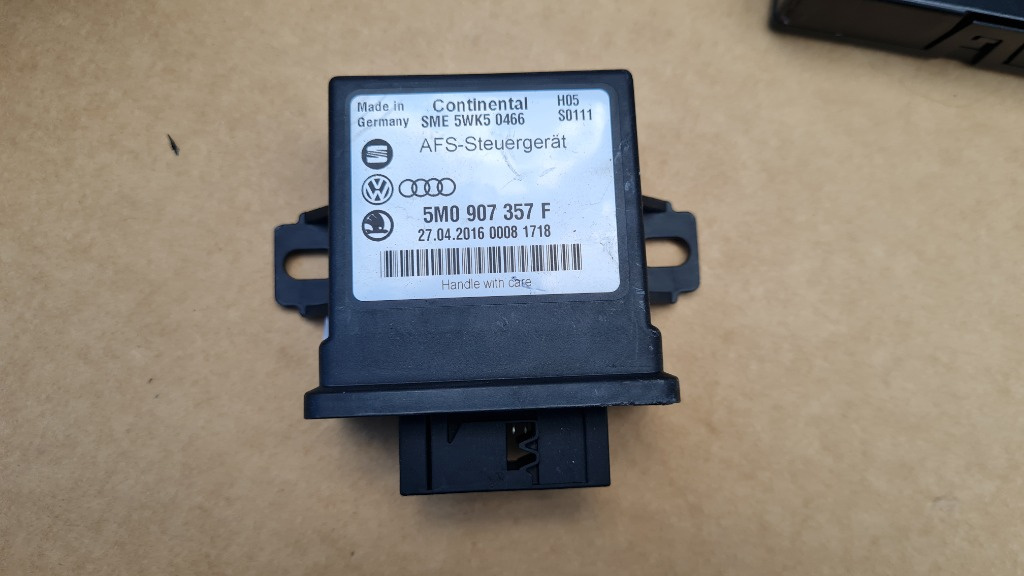 Made in Germany
Continental
SME 5WK5 0466
H05
S0111
AFS-Steuergerät
5M0 907 357 F
27.04.2016 0008 1718
Handle with care